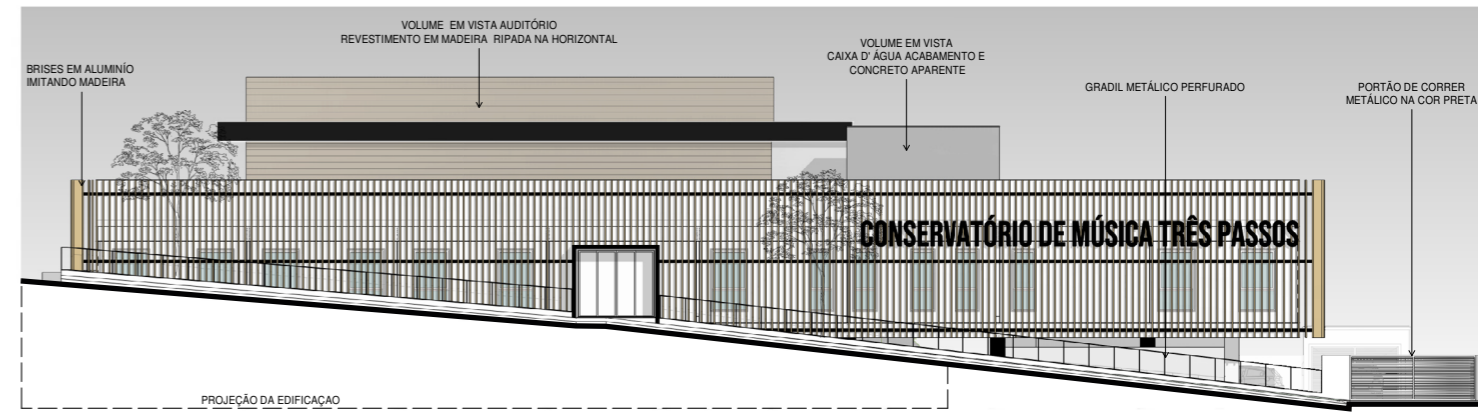 VOLUME EM VISTA AUDITÓRIO
REVESTIMENTO EM MADEIRA RIPADA NA HORIZONTAL
VOLUME EM VISTA
CAIXA D' ÁGUA ACABAMENTO E
CONCRETO APARENTE
BRISES EM ALUMINÍO
IMITANDO MADEIRA
GRADIL METÁLICO PERFURADO
PORTÃO DE CORRER
METÁLICO NA COR PRETA
CONSERVATÓRIO DE MÚSICA TRÊS PASSOS
PROJEÇÃO DA EDIFICAÇAO